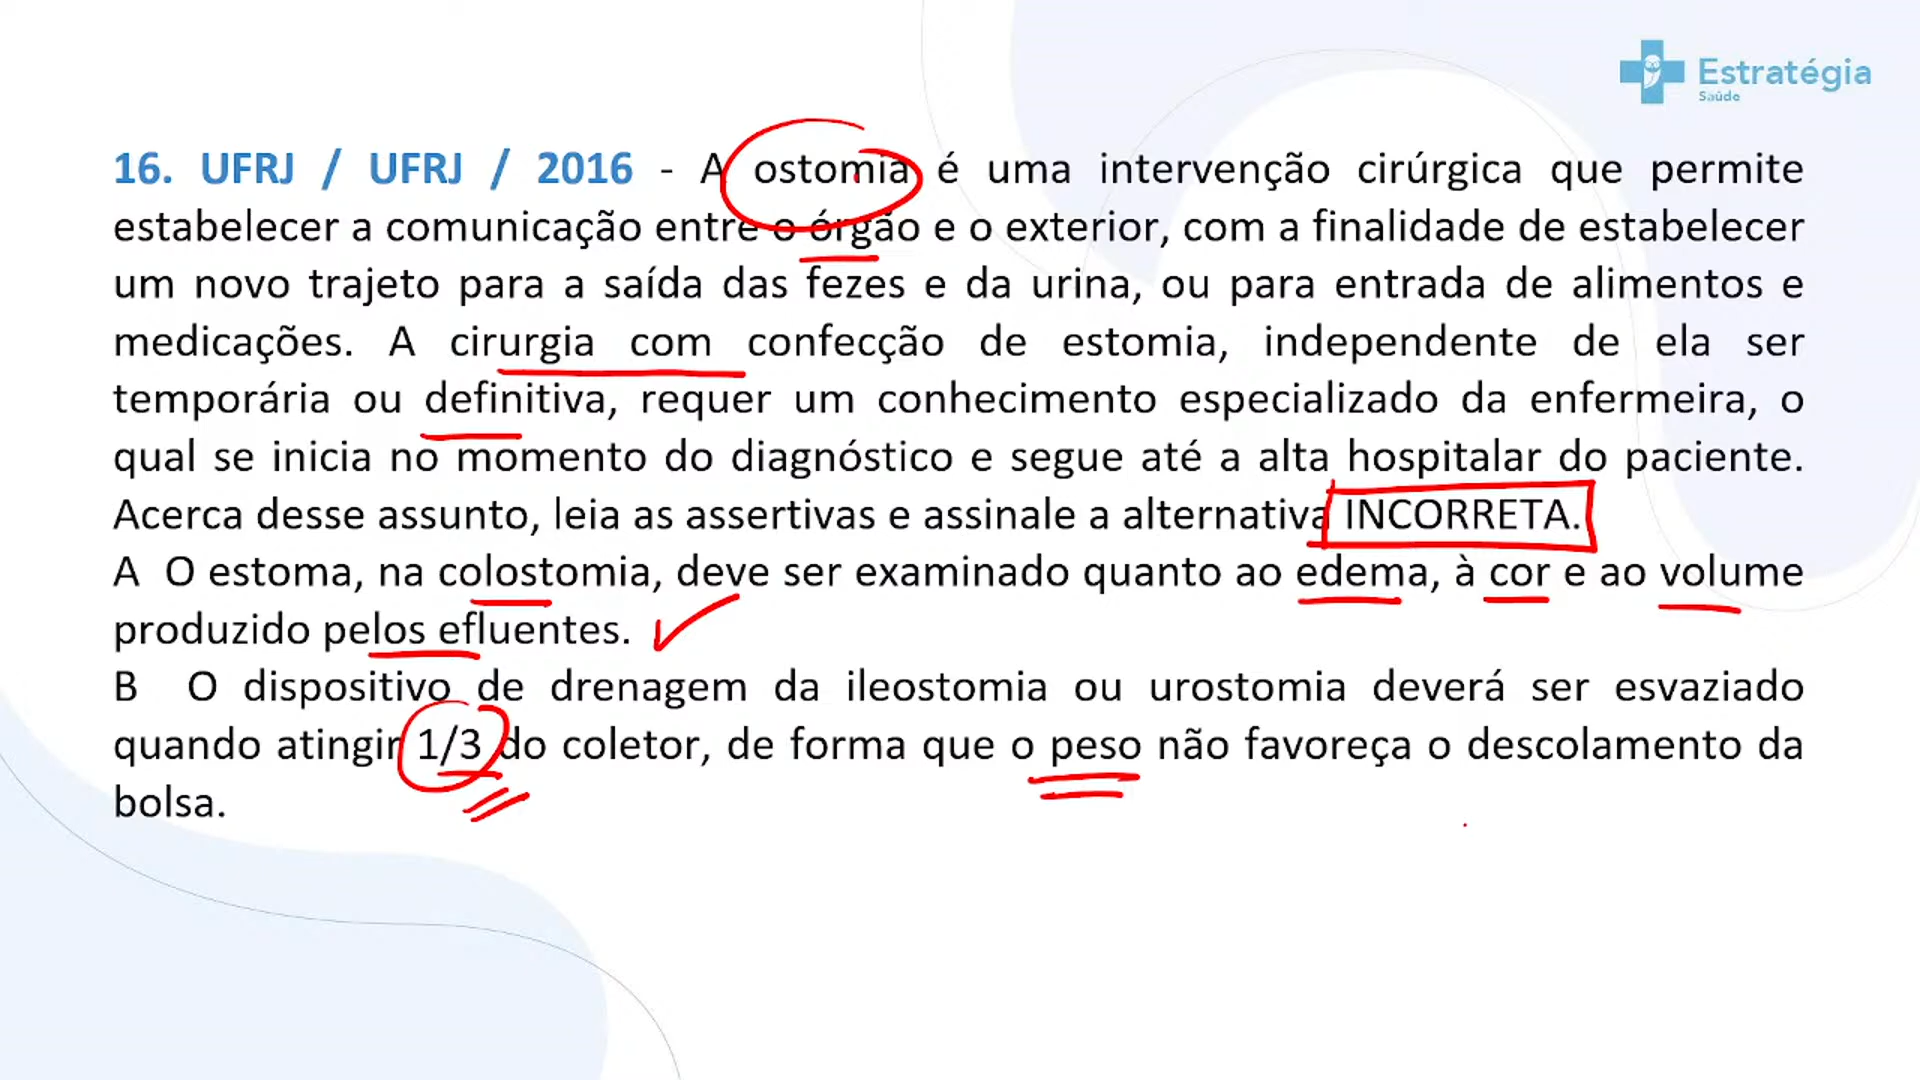 Estratégia
Saúde
16. UFRJ / UFRJ / 2016 - A ostomia é uma intervenção cirúrgica que permite
estabelecer a comunicação entre o órgão e o exterior, com a finalidade de estabelecer
um novo trajeto para a saída das fezes e da urina, ou para entrada de alimentos e
medicações. A cirurgia com confecção de estomia, independente de ela ser
temporária ou definitiva, requer um conhecimento especializado da enfermeira, o
qual se inicia no momento do diagnóstico e segue até a alta hospitalar do paciente.
Acerca desse assunto, leia as assertivas e assinale a alternativa INCORRETA.
A O estoma, na colostomia, deve ser examinado quanto ao edema, à cor e ao volume
produzido pelos efluentes.
B O dispositivo de drenagem da ileostomia ou urostomia deverá ser esvaziado
quando atingir 1/3 do coletor, de forma que o peso não favoreça o descolamento da
bolsa.